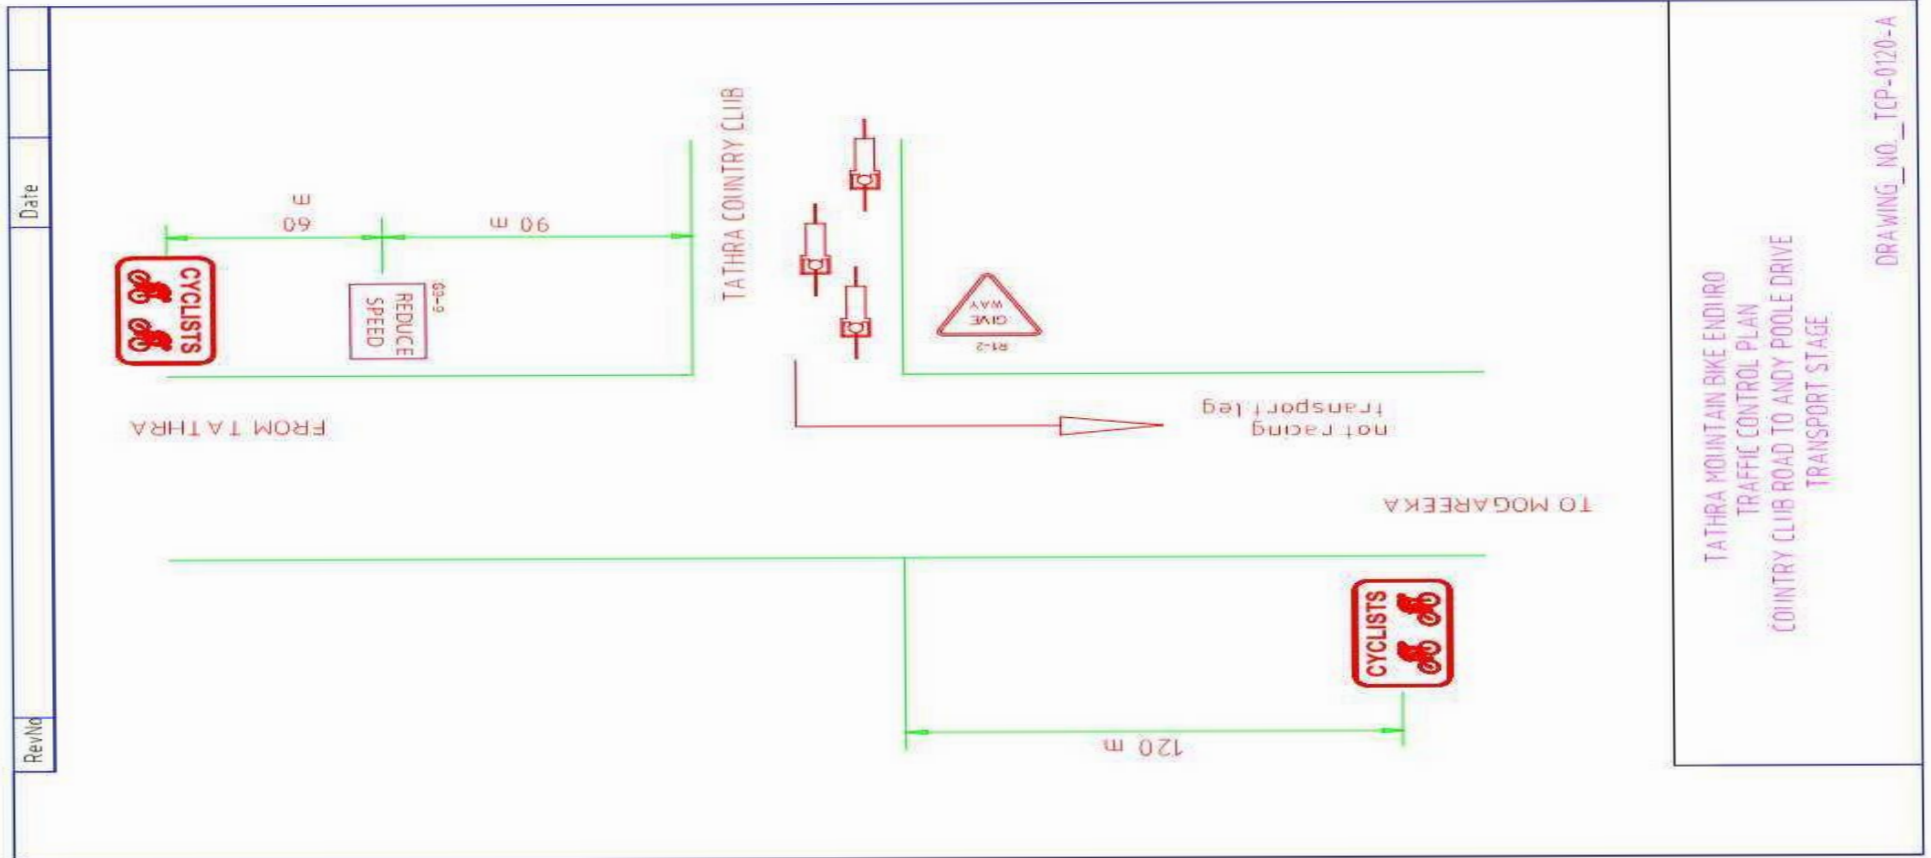 RevNo
Date
CYCLISTS
60
m
90 m
G9-9
REDUCE
SPEED
TATHRA COUNTRY CLUB
GIVE
WAY
R1-2
FROM TATHRA
not racing
transport leg
TO MOGAREEKA
CYCLISTS
120 m
TATHRA MOUNTAIN BIKE ENDURO
TRAFFIC CONTROL PLAN
COUNTRY CLUB ROAD TO ANDY POOLE DRIVE
TRANSPORT STAGE
DRAWING_NO._TCP-0120-A